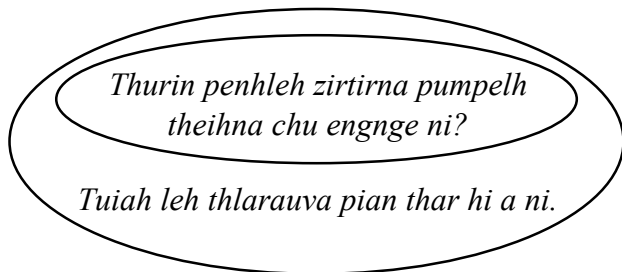 Thurin penhleh zirtirna pumpelh
theihna chu engnge ni?
Tuiah leh thlarauva pian thar hi a ni.